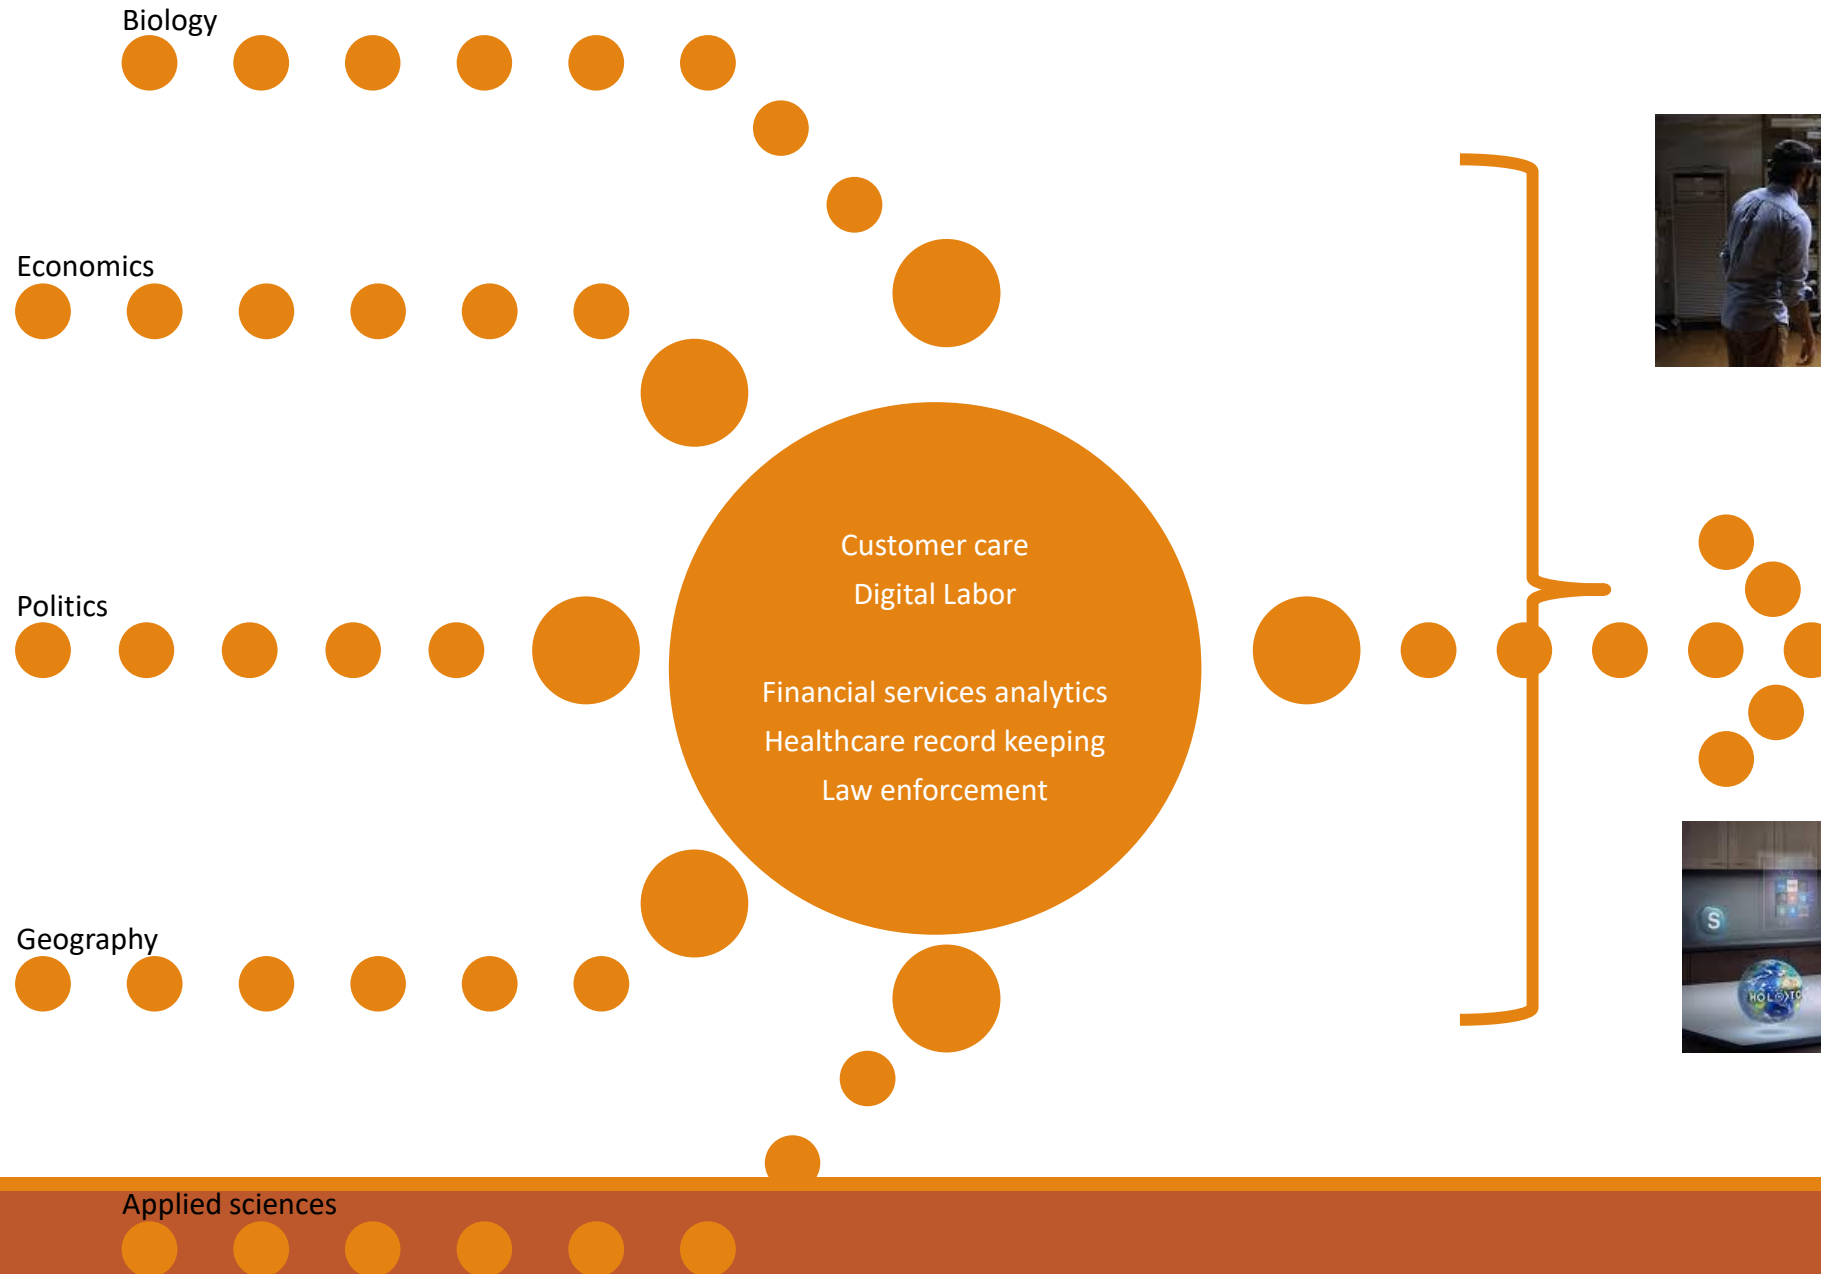 Biology
Economics
Politics
Customer care
Digital Labor
Financial services analytics
Healthcare record keeping
Law enforcement
Geography
S
Applied sciences